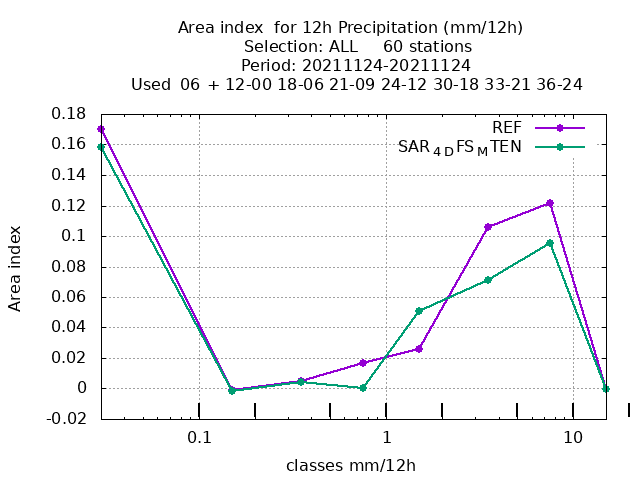 Area index  for 12h Precipitation (mm/12h)
Selection: ALL     60 stations
Period: 20211124-20211124
Used  06 + 12-00 18-06 21-09 24-12 30-18 33-21 36-24
REF
SAR4DFSMTEN
0.18
0.16
0.14
0.12
0.1
0.08
0.06
0.04
0.02
0
-0.02
Area index
0.1 1 10
classes mm/12h